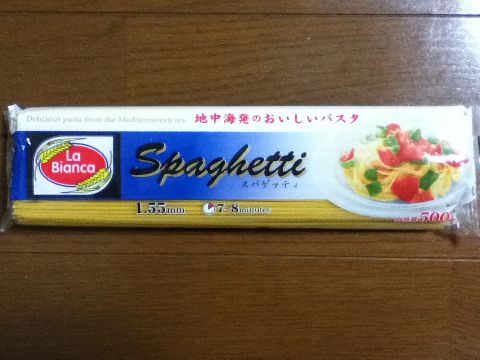 Delicious pasta from the Mediterranean sea 地中海発のおいしいパスタ
La
Bianca
Spaghetti
スパゲッティ
1.55mm 7~8minutes
500g